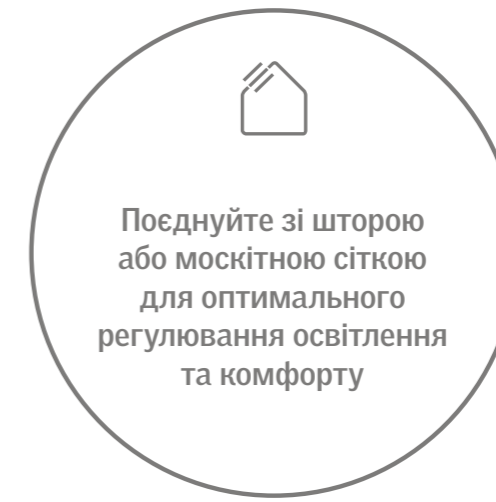 Поєднуйте зі шторою
або москітною сіткою
для оптимального
регулювання освітлення
та комфорту